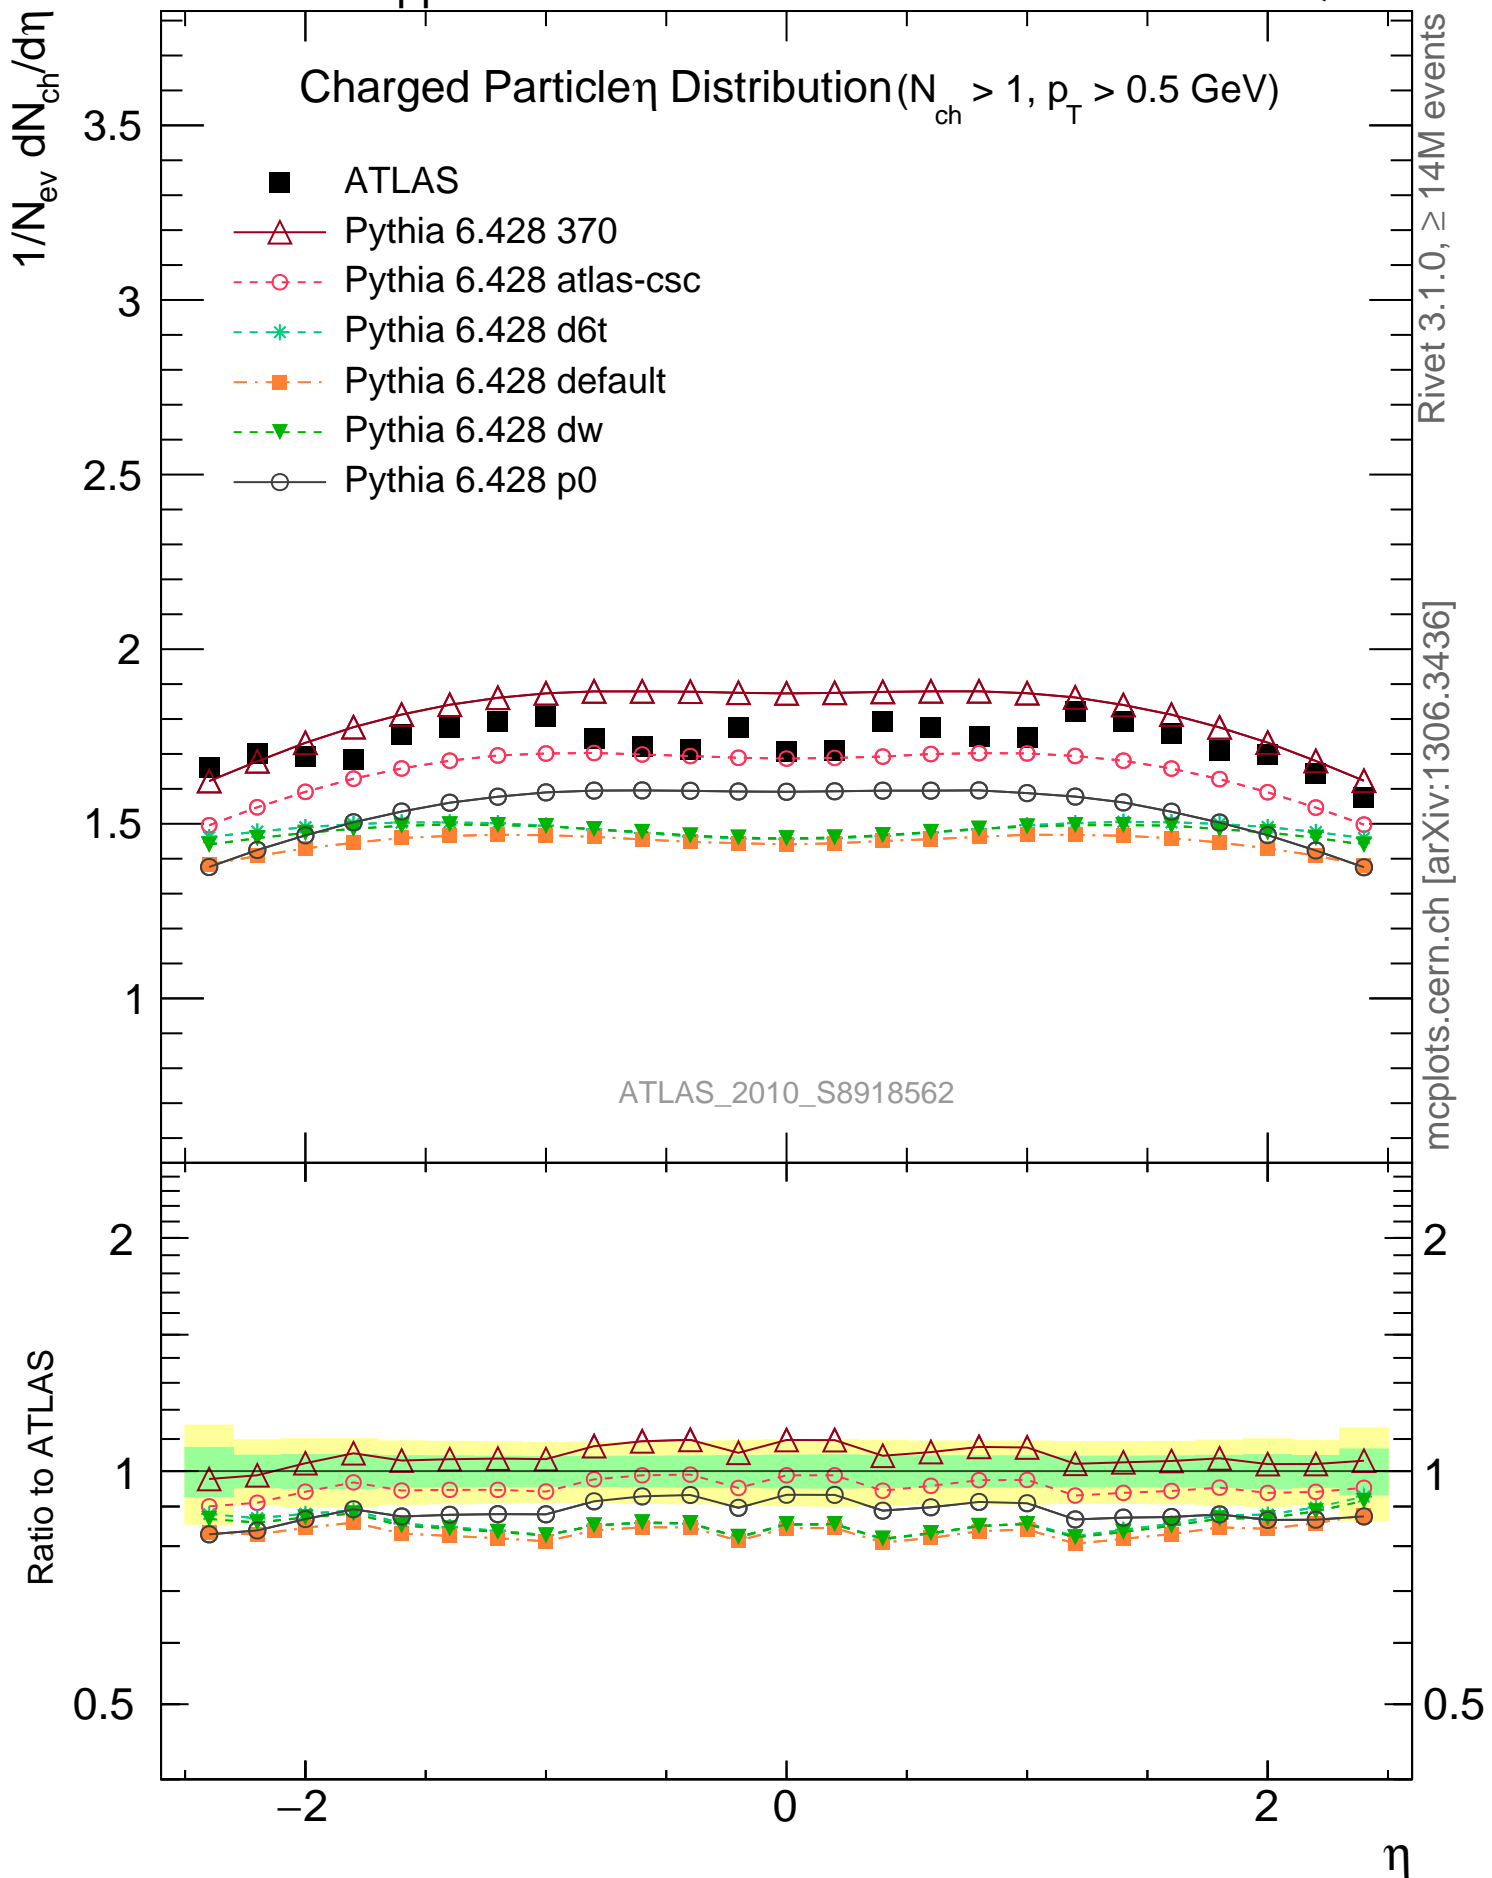 1/N_ev dN_ch/dη
Charged Particle η Distribution (N_ch > 1, p_T > 0.5 GeV)
ATLAS
Pythia 6.428 370
Pythia 6.428 atlas-csc
Pythia 6.428 d6t
Pythia 6.428 default
Pythia 6.428 dw
Pythia 6.428 p0
3.5
3
2.5
2
1.5
1
ATLAS_2010_S8918562
Rivet 3.1.0, ≥ 14M events
mcplots.cern.ch [arXiv:1306.3436]
Ratio to ATLAS
2
1
0.5
2
1
0.5
−2
0
2
η